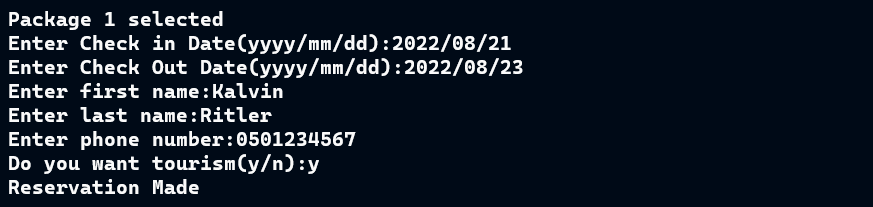 Package 1 selected
Enter Check in Date(yyyy/mm/dd):2022/08/21
Enter Check Out Date(yyyy/mm/dd):2022/08/23
Enter first name:Kalvin
Enter last name:Ritler
Enter phone number:0501234567
Do you want tourism(y/n):y
Reservation Made